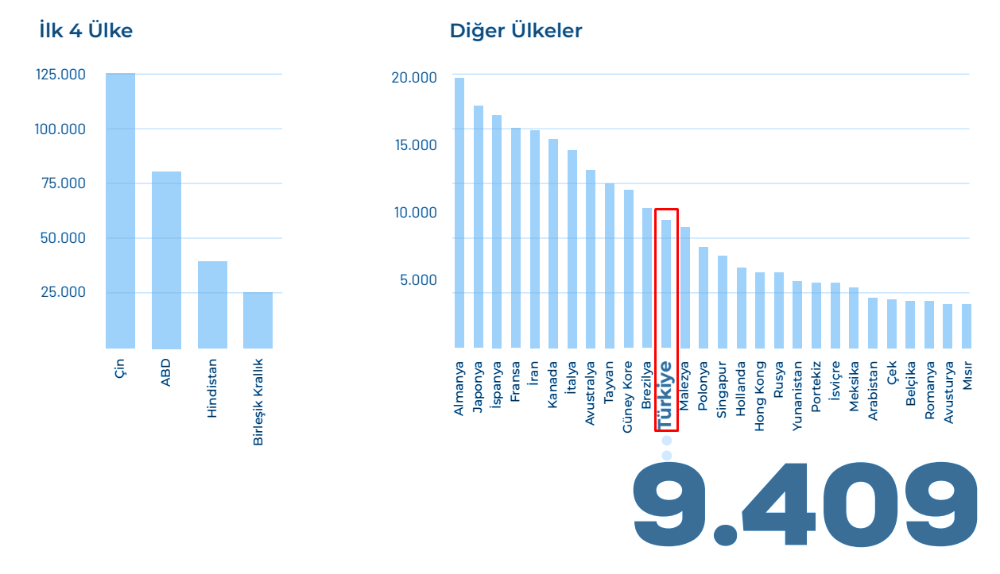 İlk 4 Ülke
125.000
100.000
75.000
50.000
25.000
Çin
ABD
Hindistan
Birleşik Krallık
Diğer Ülkeler
20.000
15.000
10.000
5.000
Almanya
Japonya
İspanya
Fransa
İran
Kanada
İtalya
Avustralya
Tayvan
Güney Kore
Brezilya
Türkiye
Malezya
Polonya
Singapur
Hollanda
Hong Kong
Rusya
Yunanistan
Portekiz
İsviçre
Meksika
Arabistan
Çek
Belçika
Romanya
Avusturya
Mısır
9.409